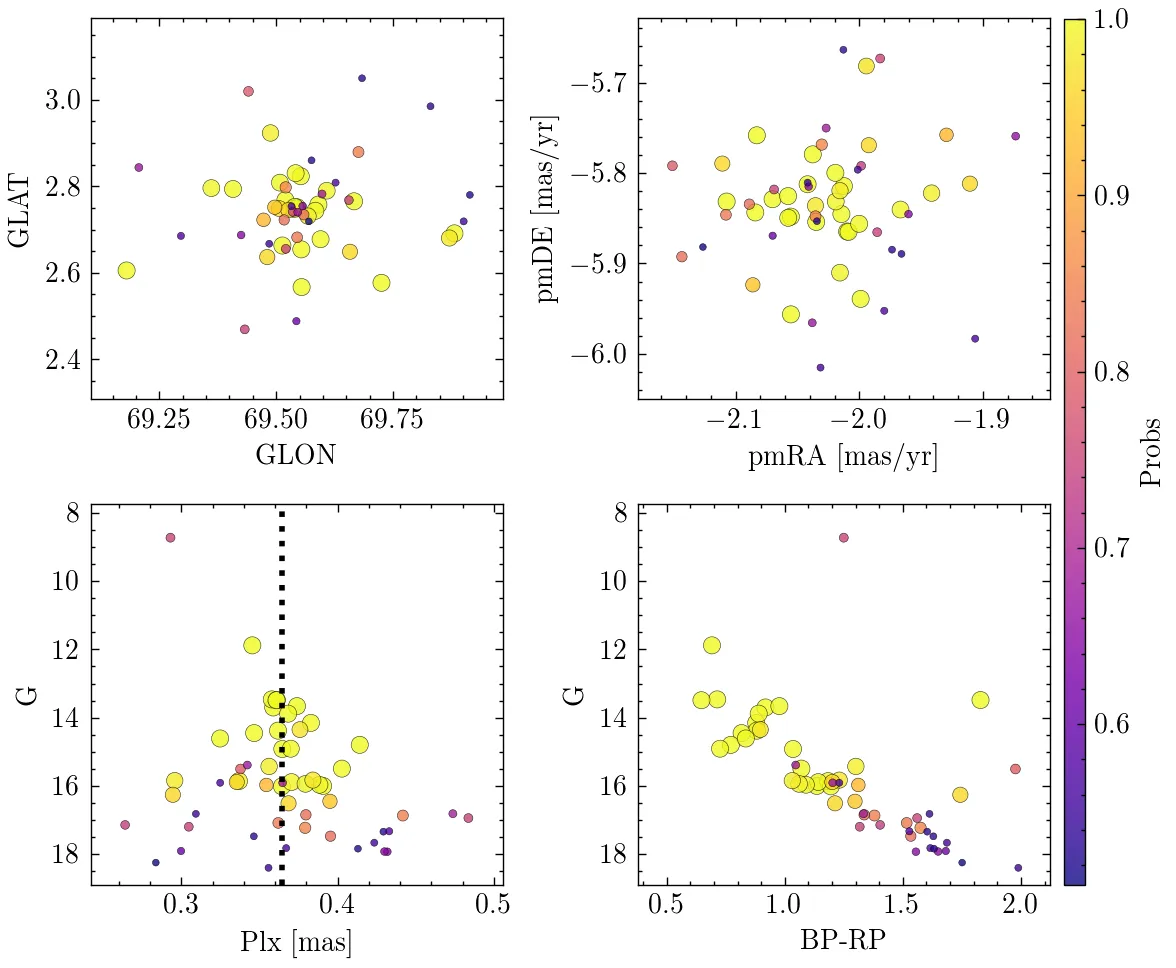 3.0
2.8
2.6
2.4
GLAT
69.25 69.50 69.75
GLON
−5.7
−5.8
−5.9
−6.0
pmDE [mas/yr]
−2.1 −2.0 −1.9
pmRA [mas/yr]
8
10
12
14
16
18
G
0.3 0.4 0.5
Plx [mas]
8
10
12
14
16
18
G
0.5 1.0 1.5 2.0
BP-RP
1.0
0.9
0.8
0.7
0.6
Probs